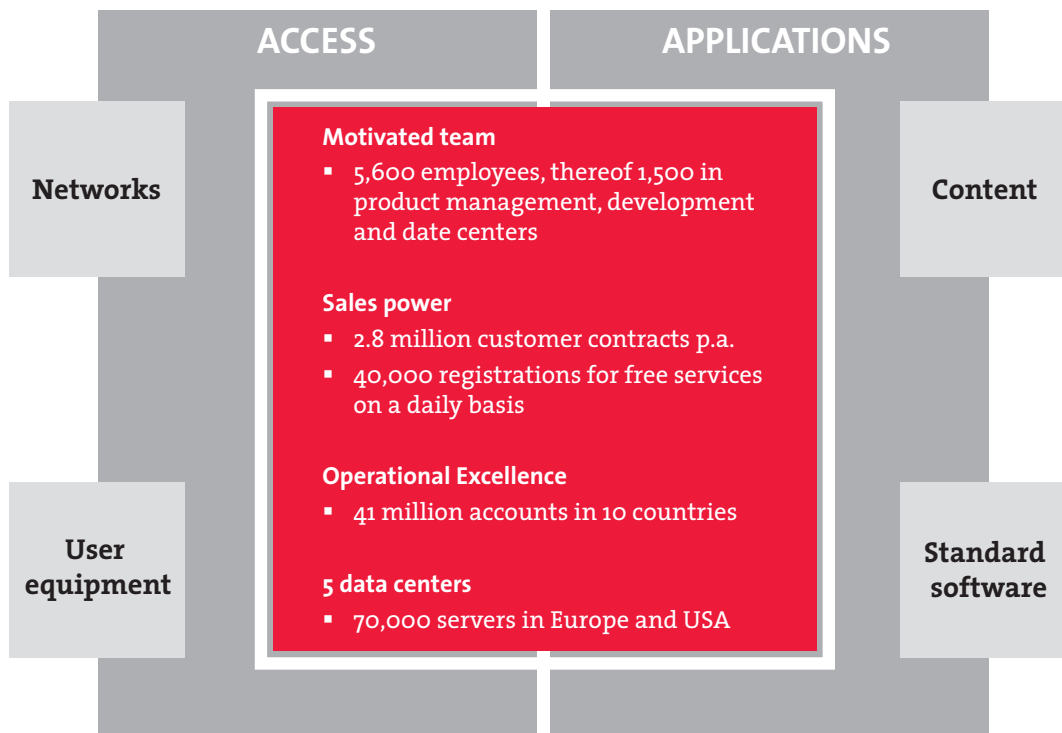 ACCESS
APPLICATIONS
Networks
Motivated team
▪ 5,600 employees, thereof 1,500 in
product management, development
and date centers
Sales power
▪ 2.8 million customer contracts p.a.
▪ 40,000 registrations for free services
on a daily basis
Operational Excellence
▪ 41 million accounts in 10 countries
5 data centers
▪ 70,000 servers in Europe and USA
Content
User
equipment
Standard
software